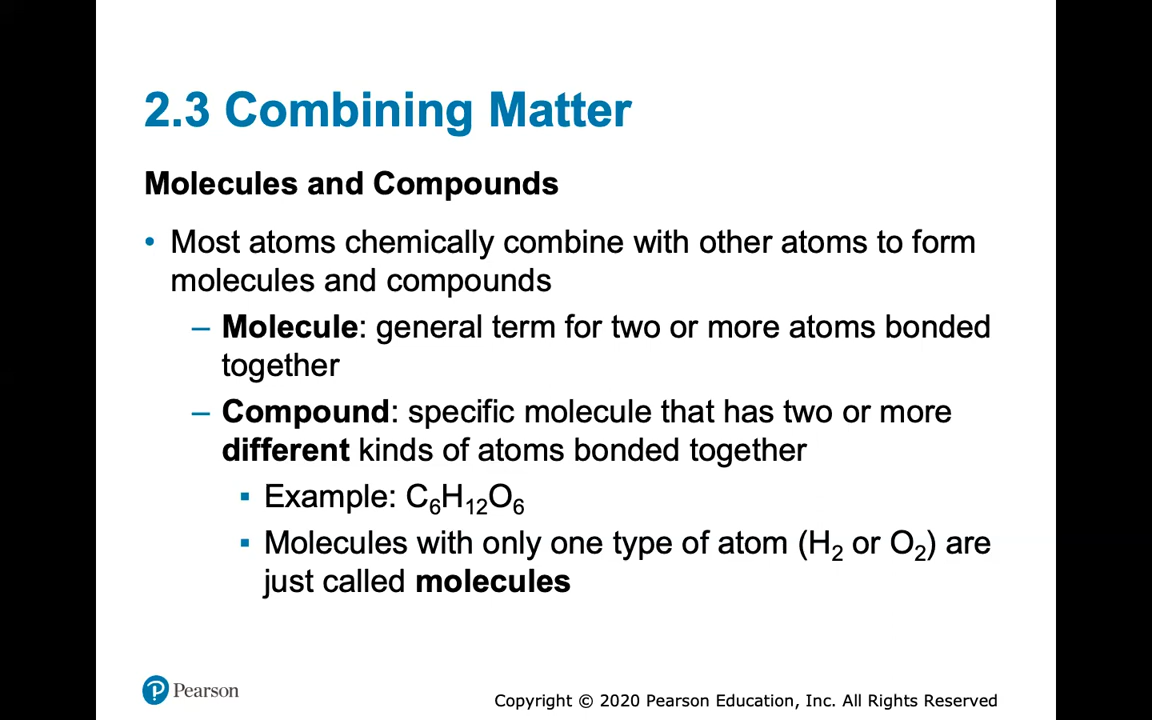 2.3 Combining Matter
Molecules and Compounds
• Most atoms chemically combine with other atoms to form
molecules and compounds
– Molecule: general term for two or more atoms bonded
together
– Compound: specific molecule that has two or more
different kinds of atoms bonded together
▪ Example: C₆H₁₂O₆
▪ Molecules with only one type of atom (H₂ or O₂) are
just called molecules
Pearson
Copyright © 2020 Pearson Education, Inc. All Rights Reserved